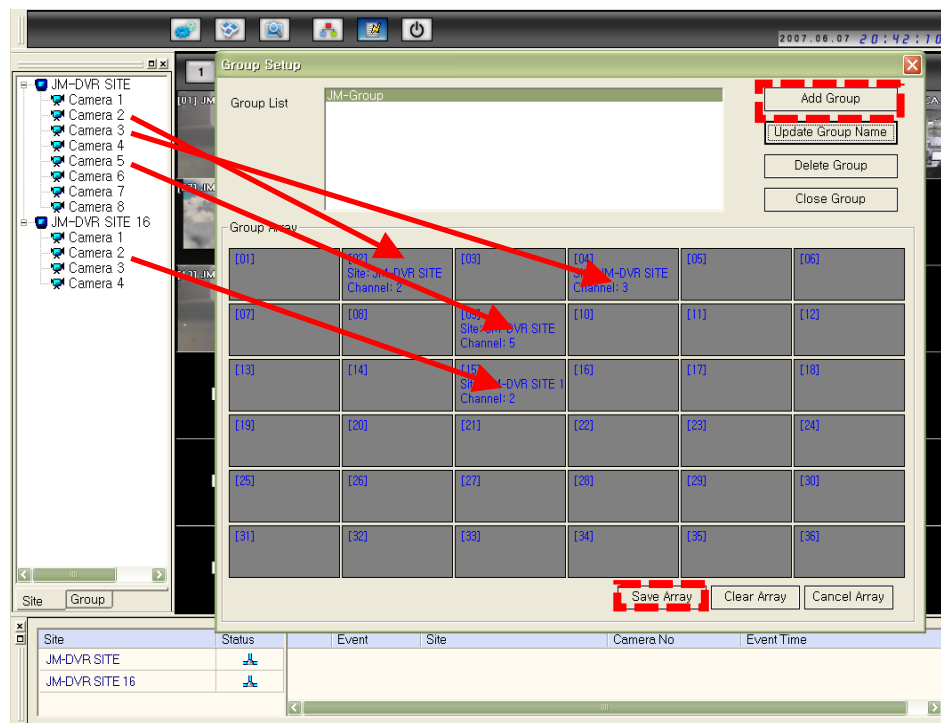 2007.06.07 20:42:10
JM-DVR SITE
Camera 1
Camera 2
Camera 3
Camera 4
Camera 5
Camera 6
Camera 7
Camera 8
JM-DVR SITE 16
Camera 1
Camera 2
Camera 3
Camera 4
Site
Group
1
[01] JM
Group Setup
Group List
JM-Group
Add Group
Update Group Name
Delete Group
Close Group
Group Array
[01]
[02]
Site: JM-DVR SITE
Channel: 2
[03]
[04]
JM-DVR SITE
Channel: 3
[05]
[06]
[07]
[08]
[09]
Site: JM-DVR SITE
Channel: 5
[10]
[11]
[12]
[13]
[14]
[15]
JM-DVR SITE 1
Channel: 2
[16]
[17]
[18]
[19]
[20]
[21]
[22]
[23]
[24]
[25]
[26]
[27]
[28]
[29]
[30]
[31]
[32]
[33]
[34]
[35]
[36]
Save Array
Clear Array
Cancel Array
Site Status Event Site Camera No Event Time
JM-DVR SITE
JM-DVR SITE 16